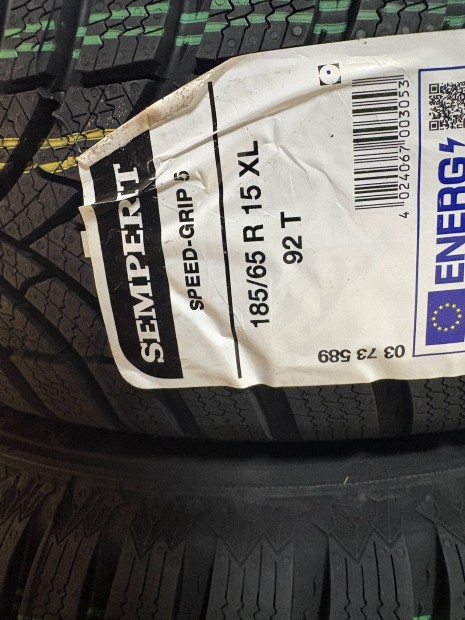 SEMPERIT
SPEED-GRIP 5
185/65 R 15 XL
92 T
4 024067 003053
03 73 589
ENERG